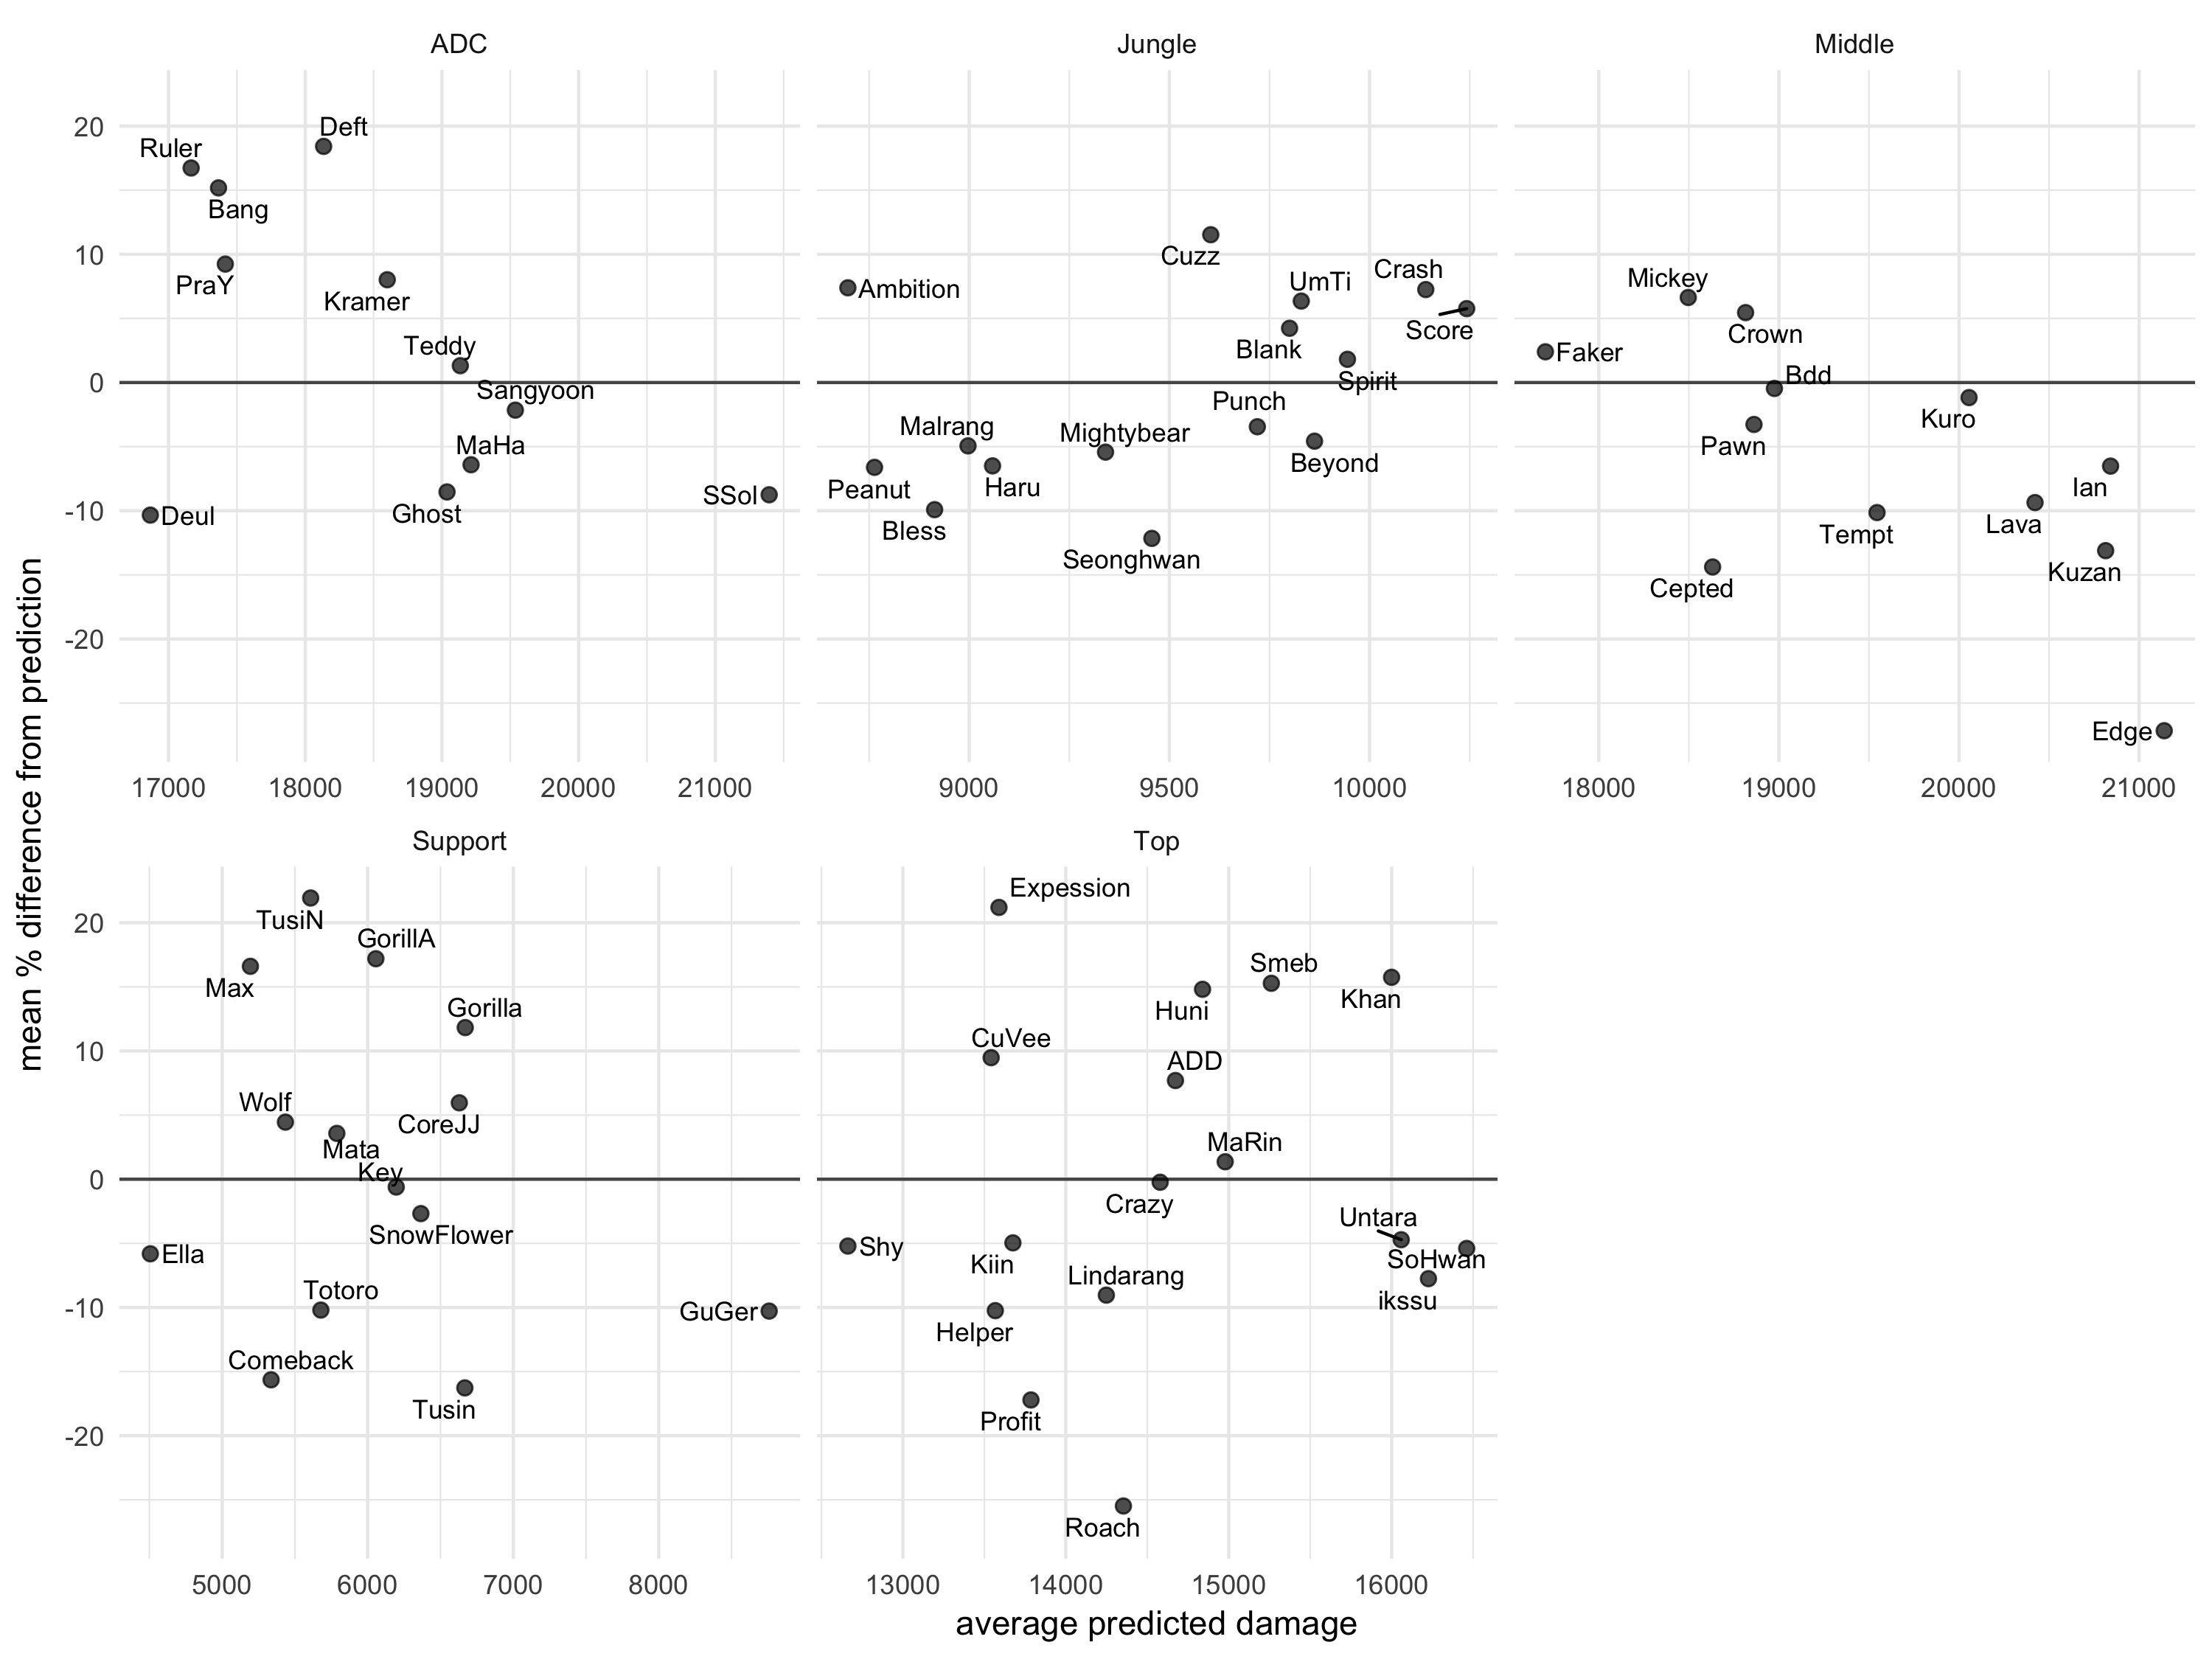 ADC
Jungle
Middle
20
10
0
-10
-20
Deft
Ruler
Bang
PraY
Kramer
Teddy
Sangyoon
MaHa
Ghost
SSol
Deul
Cuzz
Ambition
UmTi
Crash
Score
Blank
Spirit
Punch
Malrang
Mightybear
Beyond
Peanut
Haru
Bless
Seonghwan
Mickey
Crown
Faker
Bdd
Kuro
Pawn
Ian
Lava
Tempt
Kuzan
Cepted
Edge
17000 18000 19000 20000 21000
9000 9500 10000
18000 19000 20000 21000
mean % difference from prediction
Support
Top
20
10
0
-10
-20
TusiN
GorillA
Max
Gorilla
Wolf
CoreJJ
Mata
Key
SnowFlower
Ella
Totoro
GuGer
Comeback
Tusin
Expession
Smeb
Khan
Huni
CuVee
ADD
MaRin
Crazy
Untara
SoHwan
Shy
Kiin
Lindarang
ikssu
Helper
Profit
Roach
5000 6000 7000 8000
13000 14000 15000 16000
average predicted damage